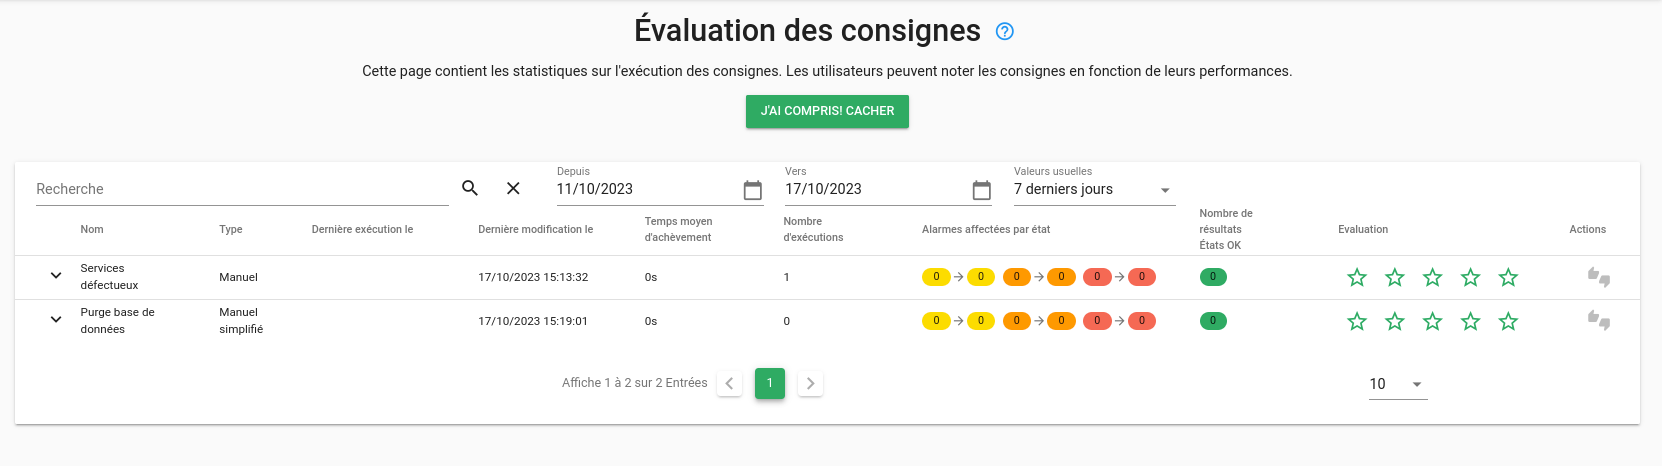 Évaluation des consignes
Cette page contient les statistiques sur l'exécution des consignes. Les utilisateurs peuvent noter les consignes en fonction de leurs performances.
J'AI COMPRIS! CACHER
Recherche
Depuis
11/10/2023
Vers
17/10/2023
Valeurs usuelles
7 derniers jours
Nom
Type
Dernière exécution le
Dernière modification le
Temps moyen
d'achèvement
Nombre
d'exécutions
Alarmes affectées par état
Nombre de
résultats
États OK
Evaluation
Actions
Services
défectueux
Manuel
17/10/2023 15:13:32
0s
1
0 → 0 0 → 0 0 → 0
0
Purge base de
données
Manuel
simplifié
17/10/2023 15:19:01
0s
0
0 → 0 0 → 0 0 → 0
0
Affiche 1 à 2 sur 2 Entrées
1
10